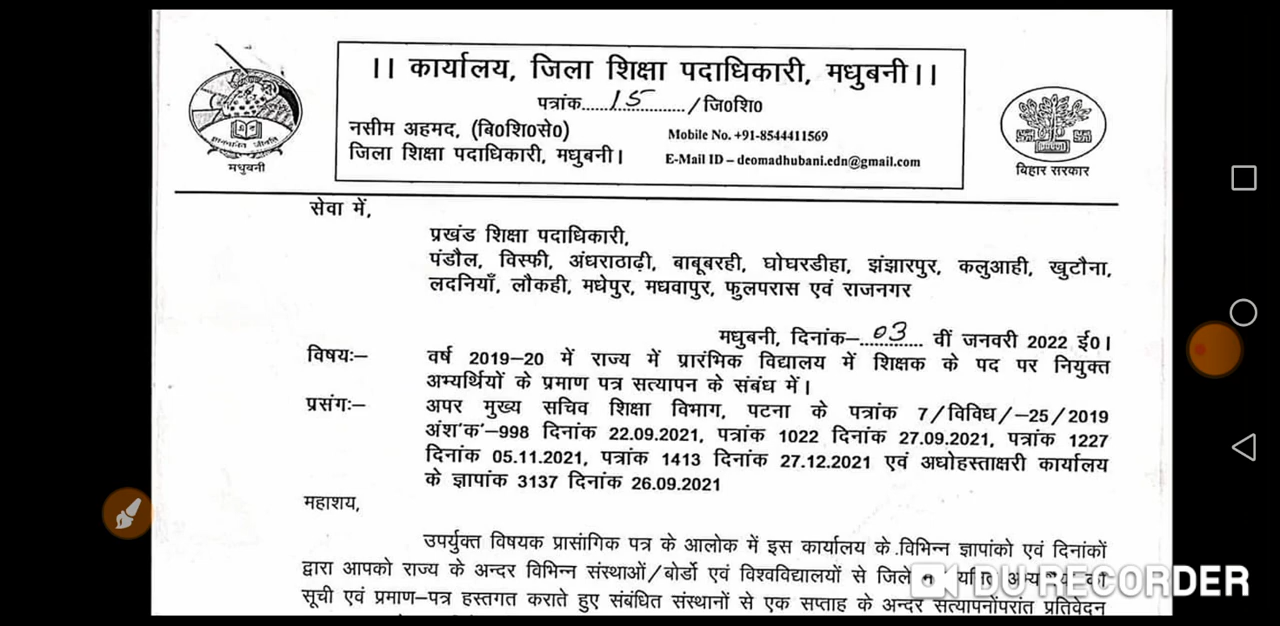 ।। कार्यालय, जिला शिक्षा पदाधिकारी, मधुबनी।।
पत्रांक......15............/जि0शि0
नसीम अहमद, (बि0शि0से0)
Mobile No. +91-8544411569
जिला शिक्षा पदाधिकारी, मधुबनी।
E-Mail ID – deomadhubani.edn@gmail.com
मधुबनी
बिहार सरकार
सेवा में,
प्रखंड शिक्षा पदाधिकारी,
पंडौल, विस्फी, अंधराठाढ़ी, बाबूबरही, घोघरडीहा, झंझारपुर, कलुआही, खुटौना,
लदनियाँ, लौकही, मधेपुर, मधवापुर, फुलपरास एवं राजनगर
मधुबनी, दिनांक–..03...... वीं जनवरी 2022 ई0।
विषयः– वर्ष 2019–20 में राज्य में प्रारंभिक विद्यालय में शिक्षक के पद पर नियुक्त
अभ्यर्थियों के प्रमाण पत्र सत्यापन के संबंध में।
प्रसंगः– अपर मुख्य सचिव शिक्षा विभाग, पटना के पत्रांक 7/विविध/–25/2019
अंश'क'–998 दिनांक 22.09.2021, पत्रांक 1022 दिनांक 27.09.2021, पत्रांक 1227
दिनांक 05.11.2021, पत्रांक 1413 दिनांक 27.12.2021 एवं अधोहस्ताक्षरी कार्यालय
के ज्ञापांक 3137 दिनांक 26.09.2021
महाशय,
उपर्युक्त विषयक प्रासांगिक पत्र के आलोक में इस कार्यालय के विभिन्न ज्ञापांको एवं दिनांकों
द्वारा आपको राज्य के अन्दर विभिन्न संस्थाओं/बोर्डो एवं विश्वविद्यालयों से जिले
सूची एवं प्रमाण–पत्र हस्तगत कराते हुए संबंधित संस्थानों से एक सप्ताह के अन्दर सत्यापनोंपरांत प्रतिवेदन
DU RECORDER